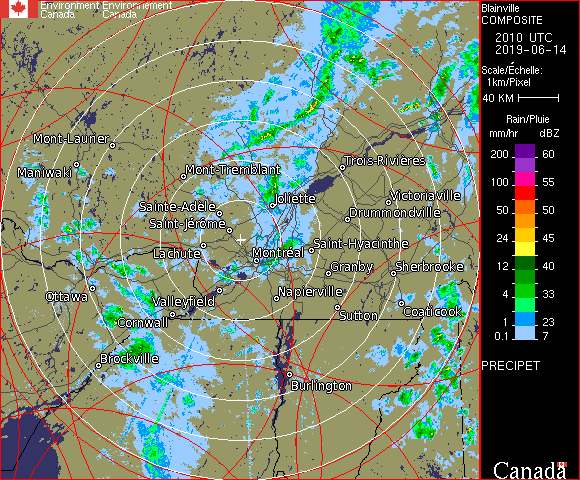 Environment Environnement
Canada Canada
Blainville
COMPOSITE
2010 UTC
2019-06-14
Scale/Échelle:
1km/Pixel
40 KM
Rain/Pluie
mm/hr dBZ
200 60
100 55
50 50
24 45
12 40
4 33
1 23
0.1 7
PRECIPET
Canada
Mont-Laurier
Maniwaki
Mont-Tremblant
Trois-Rivières
Sainte-Adele
Joliette
Victoriaville
Saint-Jérome
Drummondville
Lachute
Montréal
Saint-Hyacinthe
Granby
Sherbrooke
Ottawa
Valleyfield
Napierville
Cornwall
Sutton
Coaticook
Brockville
Burlington